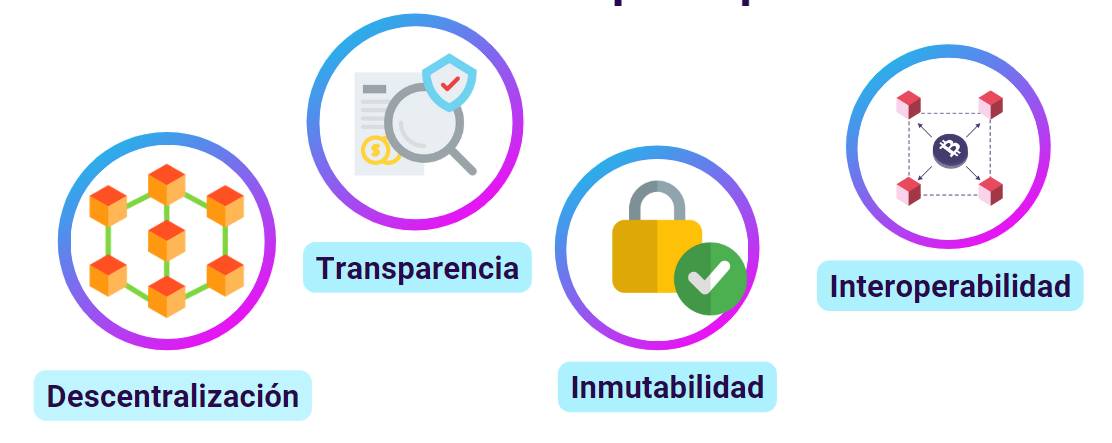 Transparencia
Interoperabilidad
Descentralización
Inmutabilidad